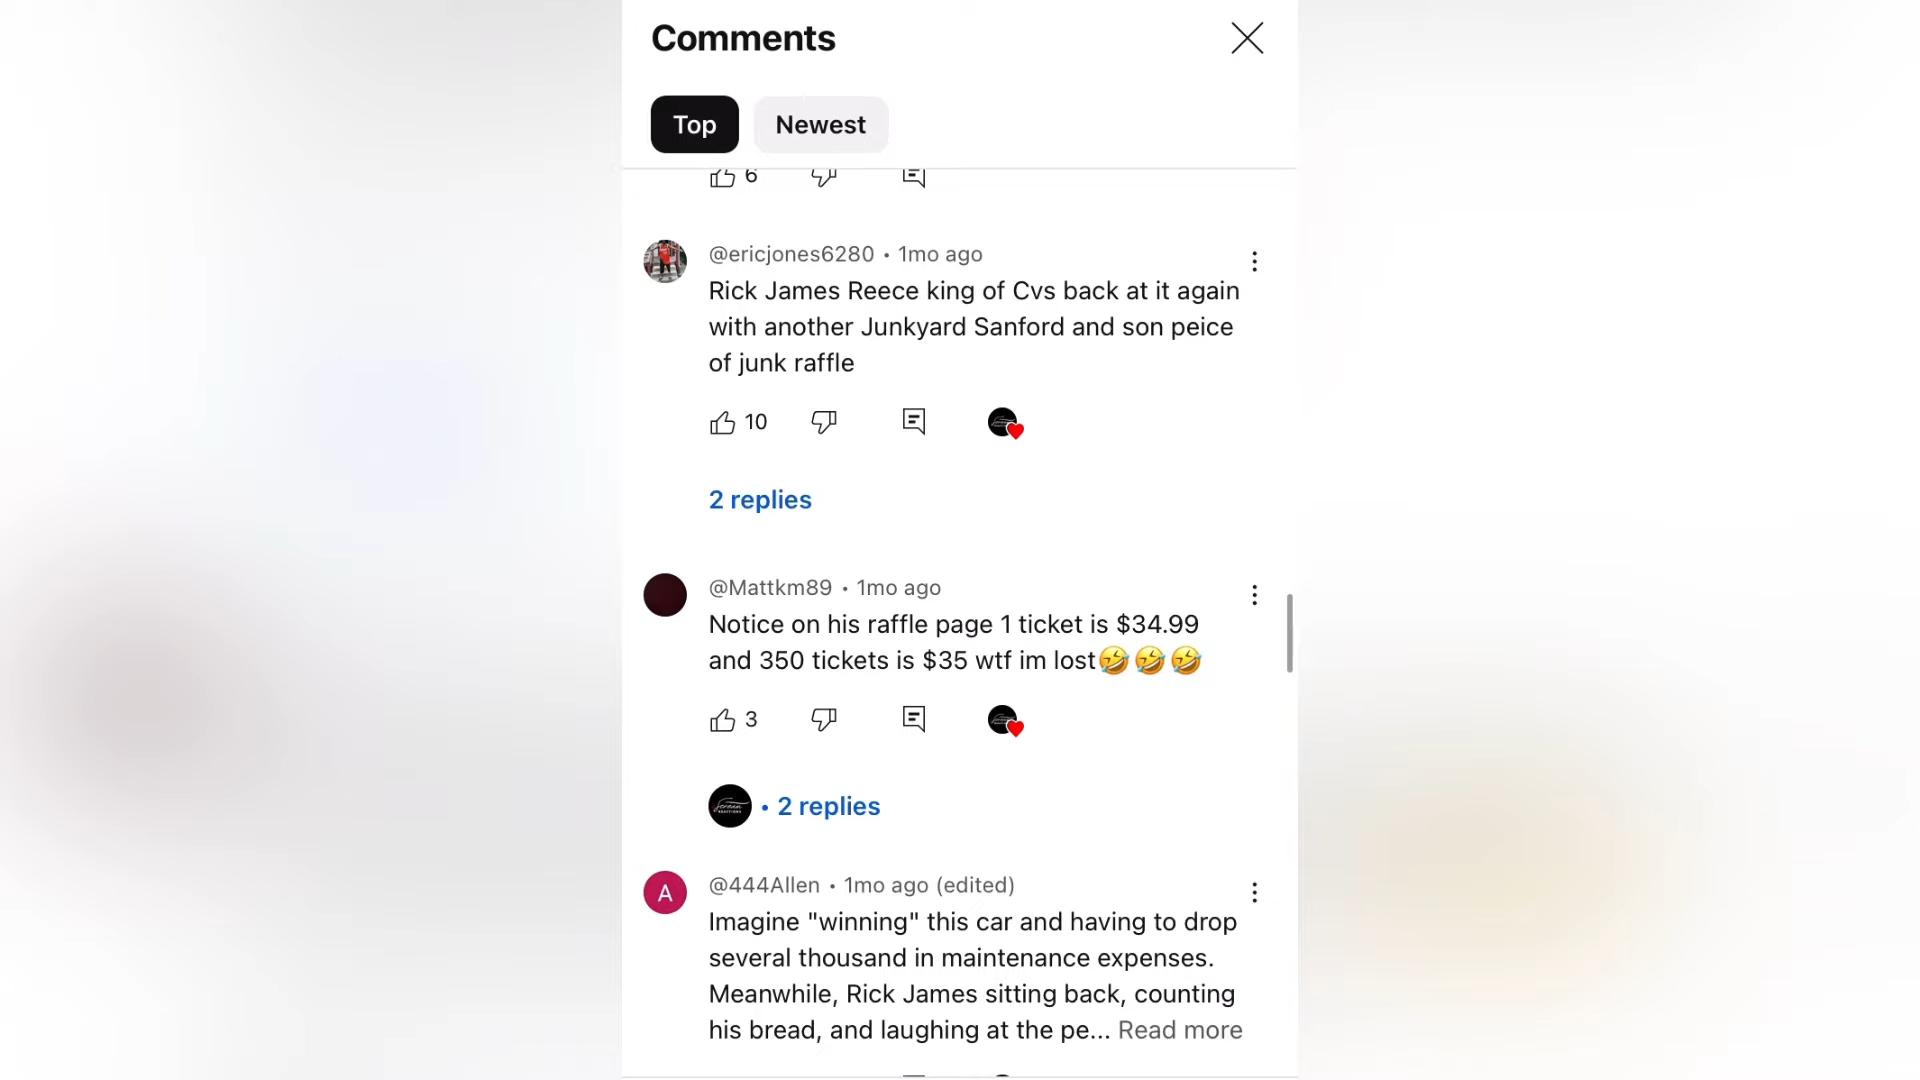 Comments
Top Newest
6
@ericjones6280 • 1mo ago
Rick James Reece king of Cvs back at it again
with another Junkyard Sanford and son peice
of junk raffle
10
2 replies
@Mattkm89 • 1mo ago
Notice on his raffle page 1 ticket is $34.99
and 350 tickets is $35 wtf im lost🤣🤣🤣
3
• 2 replies
A
@444Allen • 1mo ago (edited)
Imagine "winning" this car and having to drop
several thousand in maintenance expenses.
Meanwhile, Rick James sitting back, counting
his bread, and laughing at the pe... Read more